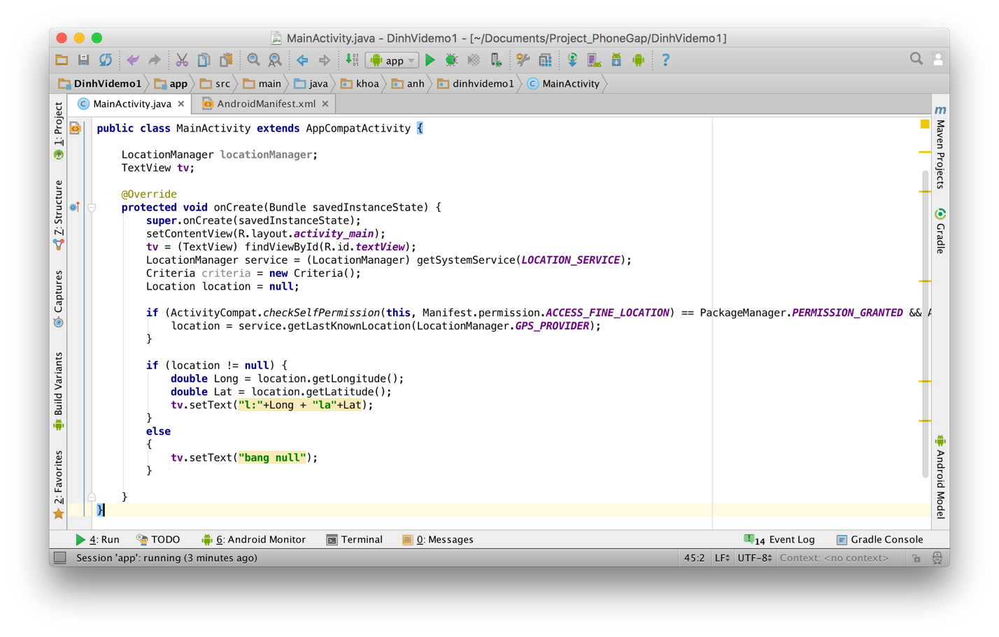 MainActivity.java - DinhVidemo1 - [~/Documents/Project_PhoneGap/DinhVidemo1]
app
DinhVidemo1 app src main java khoa anh dinhvidemo1 MainActivity
MainActivity.java AndroidManifest.xml
1: Project
7: Structure
Captures
Build Variants
2: Favorites
public class MainActivity extends AppCompatActivity {
LocationManager locationManager;
TextView tv;
@Override
protected void onCreate(Bundle savedInstanceState) {
super.onCreate(savedInstanceState);
setContentView(R.layout.activity_main);
tv = (TextView) findViewById(R.id.textView);
LocationManager service = (LocationManager) getSystemService(LOCATION_SERVICE);
Criteria criteria = new Criteria();
Location location = null;
if (ActivityCompat.checkSelfPermission(this, Manifest.permission.ACCESS_FINE_LOCATION) == PackageManager.PERMISSION_GRANTED && A
location = service.getLastKnownLocation(LocationManager.GPS_PROVIDER);
}
if (location != null) {
double Long = location.getLongitude();
double Lat = location.getLatitude();
tv.setText("l:"+Long + "la"+Lat);
}
else
{
tv.setText("bang null");
}
}
}
Maven Projects
Gradle
Android Model
4: Run TODO 6: Android Monitor Terminal 0: Messages 14 Event Log Gradle Console
Session 'app': running (3 minutes ago) 45:2 LF UTF-8 Context: <no context>